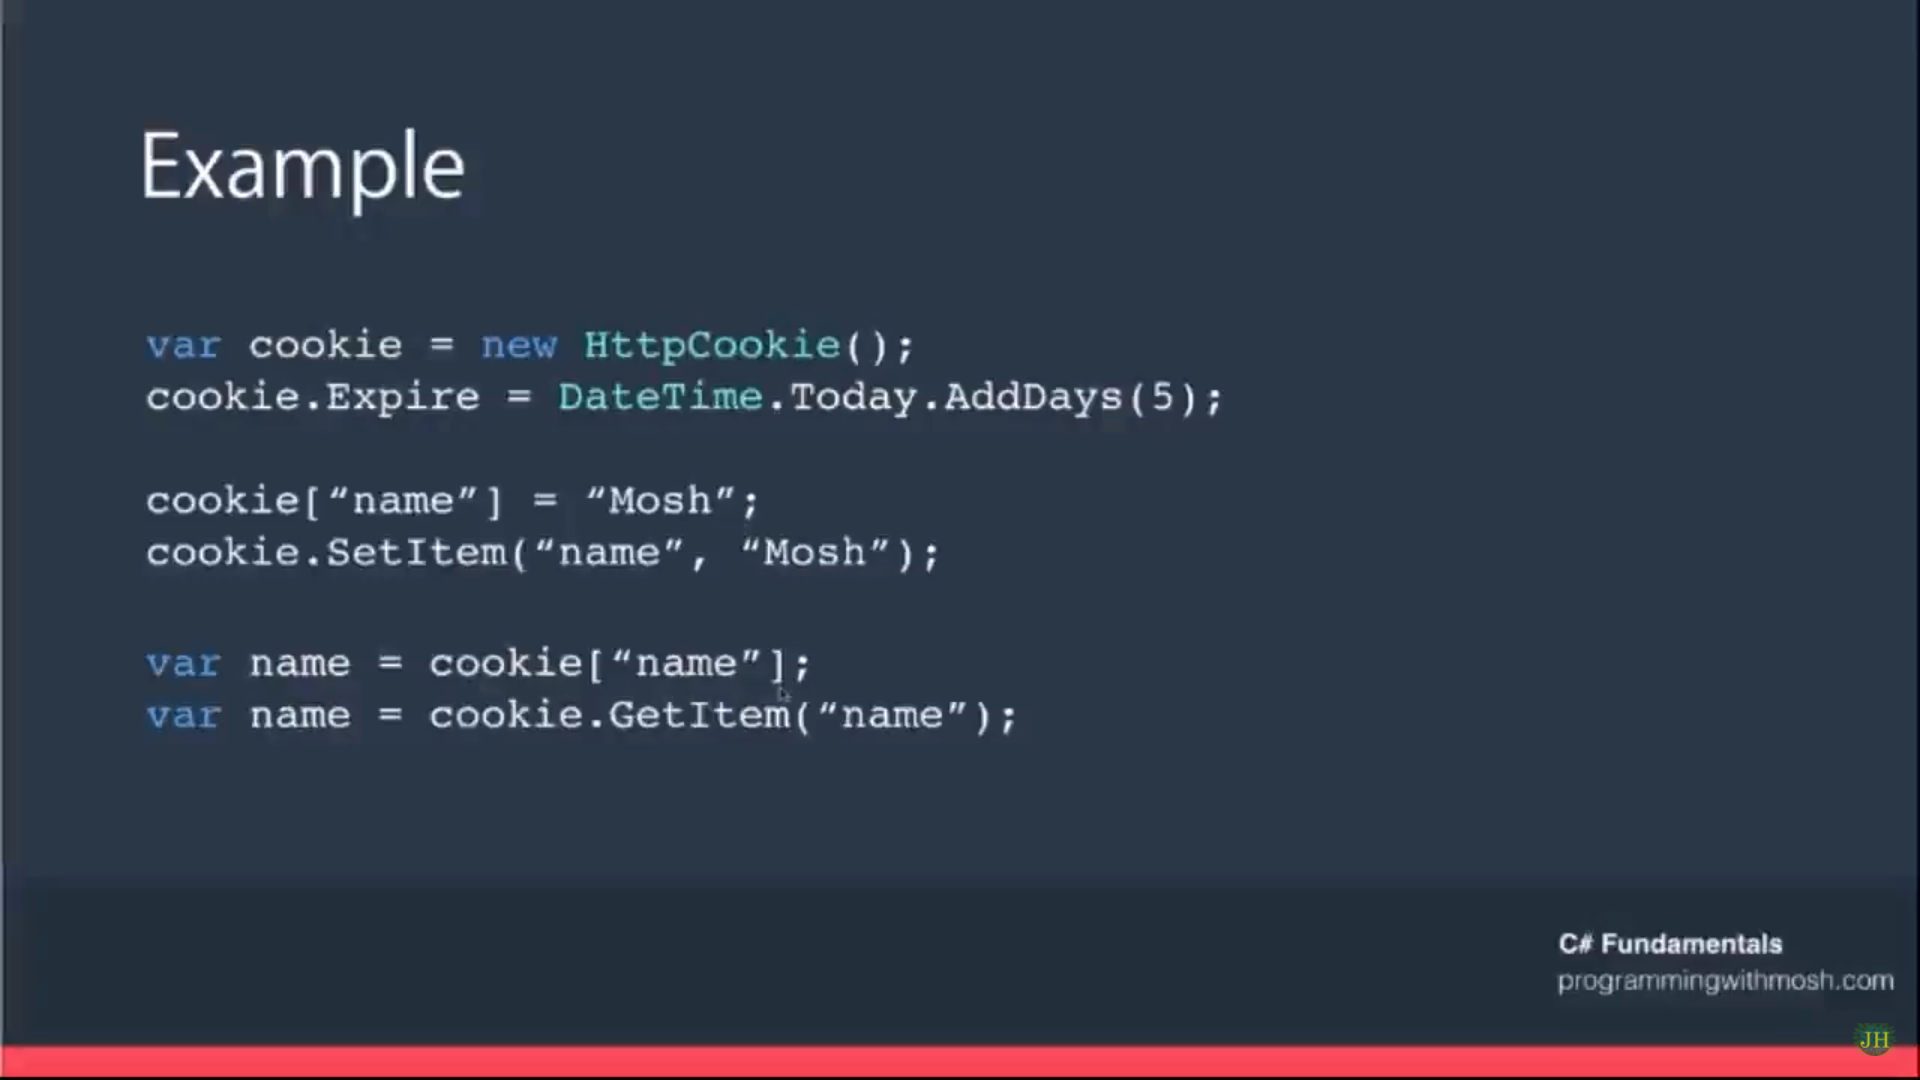 Example
var cookie = new HttpCookie();
cookie.Expire = DateTime.Today.AddDays(5);
cookie[“name”] = “Mosh”;
cookie.SetItem(“name”, “Mosh”);
var name = cookie[“name”];
var name = cookie.GetItem(“name”);
C# Fundamentals
programmingwithmosh.com
JH